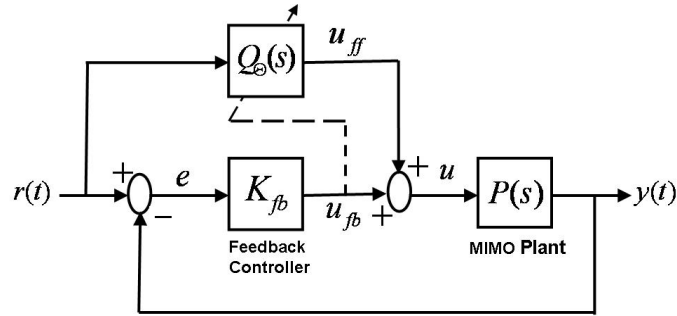 Q_Θ(s)
u_ff
+
r(t)
+
e
−
K_fb
u_fb
+
u
P(s)
y(t)
Feedback
Controller
MIMO Plant